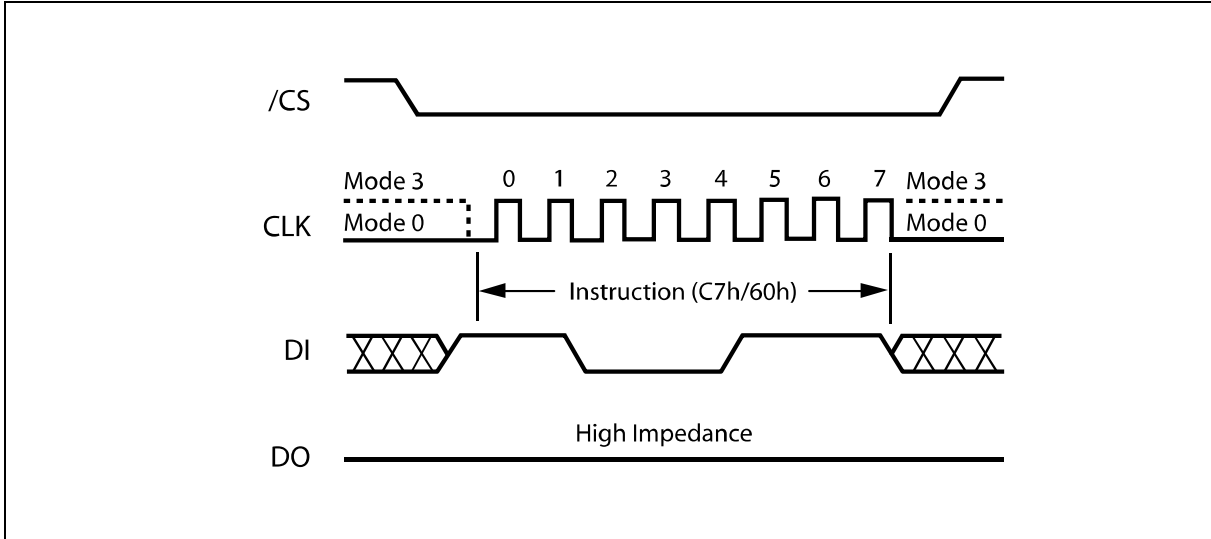 /CS
Mode 3 0 1 2 3 4 5 6 7 Mode 3
CLK Mode 0 Mode 0
Instruction (C7h/60h)
DI
High Impedance
DO